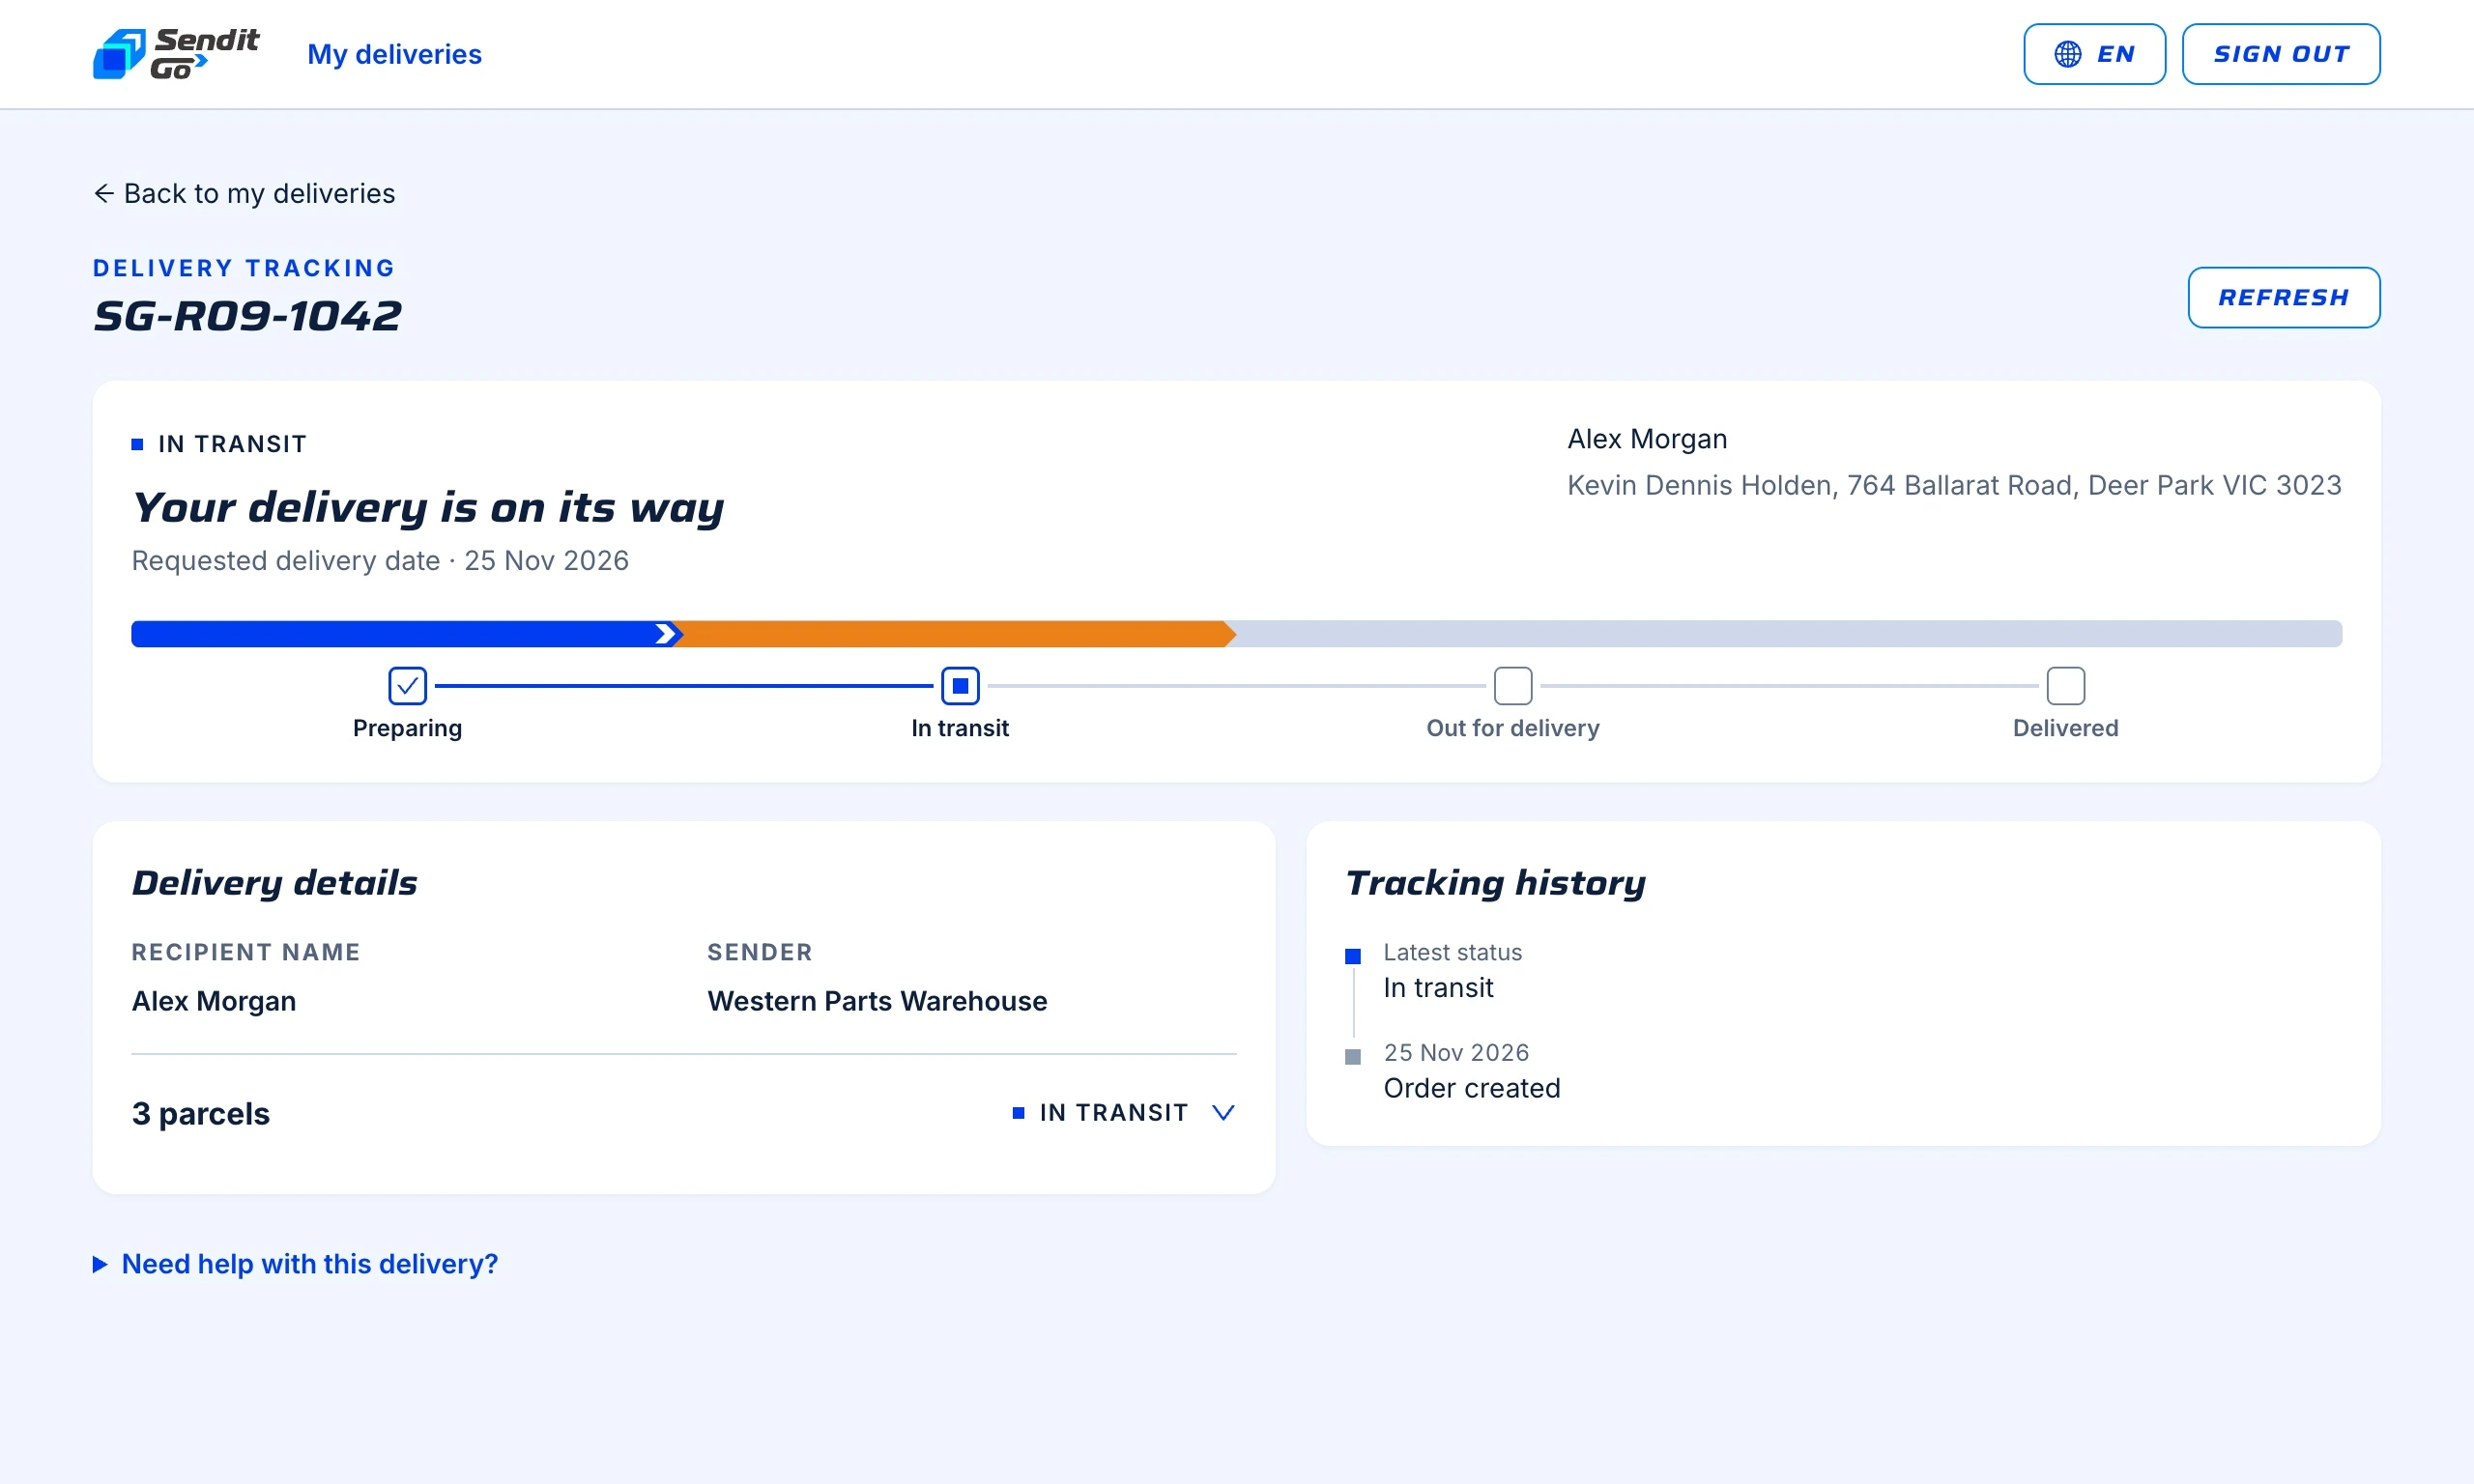 Sendit
Go
My deliveries
EN
SIGN OUT
← Back to my deliveries
DELIVERY TRACKING
SG-R09-1042
REFRESH
IN TRANSIT
Your delivery is on its way
Requested delivery date · 25 Nov 2026
Alex Morgan
Kevin Dennis Holden, 764 Ballarat Road, Deer Park VIC 3023
Preparing
In transit
Out for delivery
Delivered
Delivery details
RECIPIENT NAME
Alex Morgan
SENDER
Western Parts Warehouse
3 parcels
IN TRANSIT
Tracking history
Latest status
In transit
25 Nov 2026
Order created
Need help with this delivery?